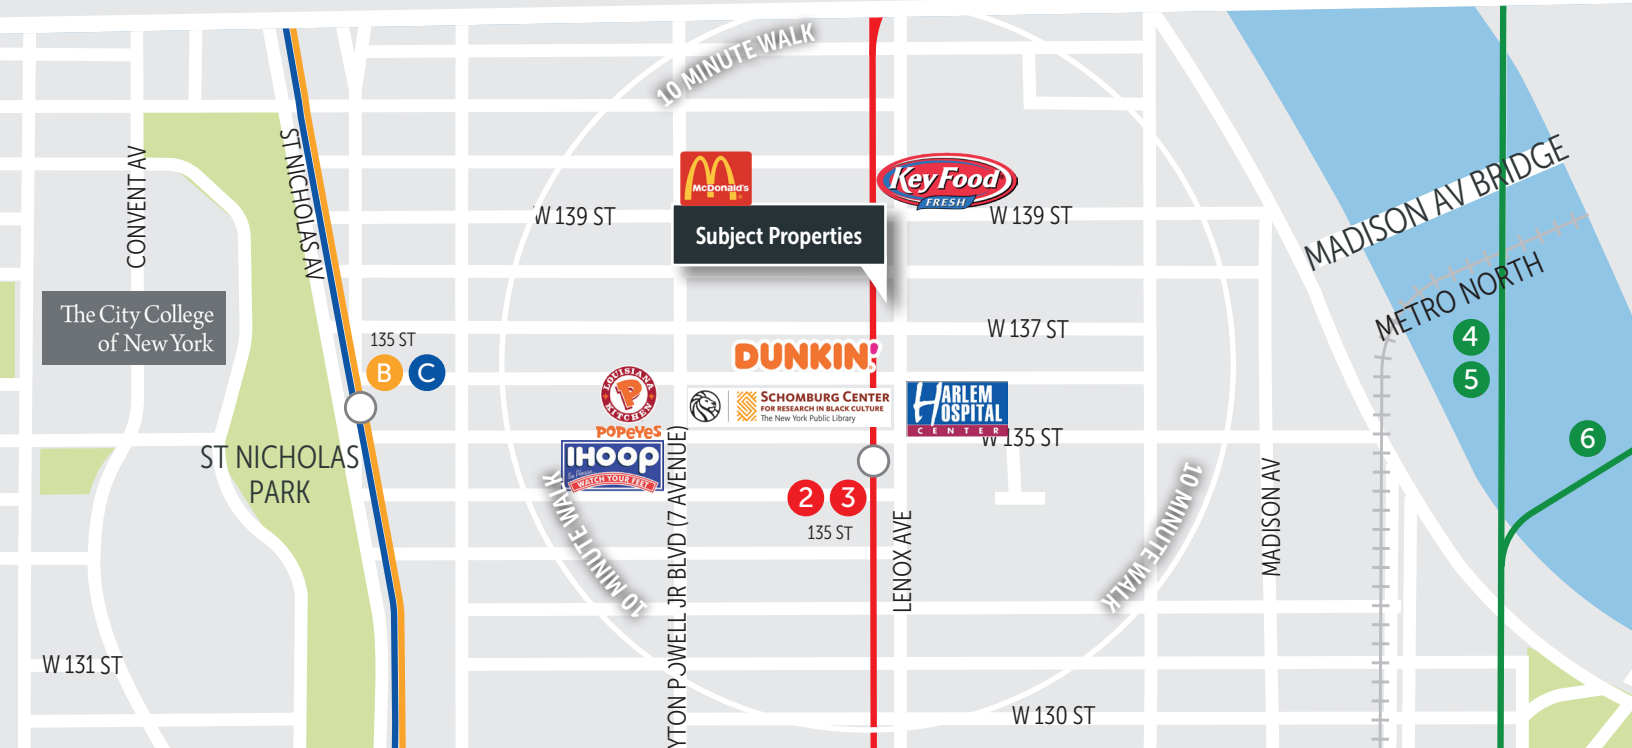 10 MINUTE WALK
ST NICHOLAS AV
CONVENT AV
McDonald's
KeyFood
FRESH
W 139 ST
Subject Properties
W 139 ST
MADISON AV BRIDGE
METRO NORTH
The City College
of New York
135 ST
B C
W 137 ST
4
5
DUNKIN'
LOUISIANA
KITCHEN
POPEYES
SCHOMBURG CENTER
FOR RESEARCH IN BLACK CULTURE
The New York Public Library
HARLEM
HOSPITAL
CENTER
W 135 ST
6
ST NICHOLAS
PARK
IHOOP
WATCH YOUR FEET
2 3
135 ST
10 MINUTE WALK
YTON POWELL JR BLVD (7 AVENUE)
LENOX AVE
10 MINUTE WALK
MADISON AV
W 131 ST
W 130 ST